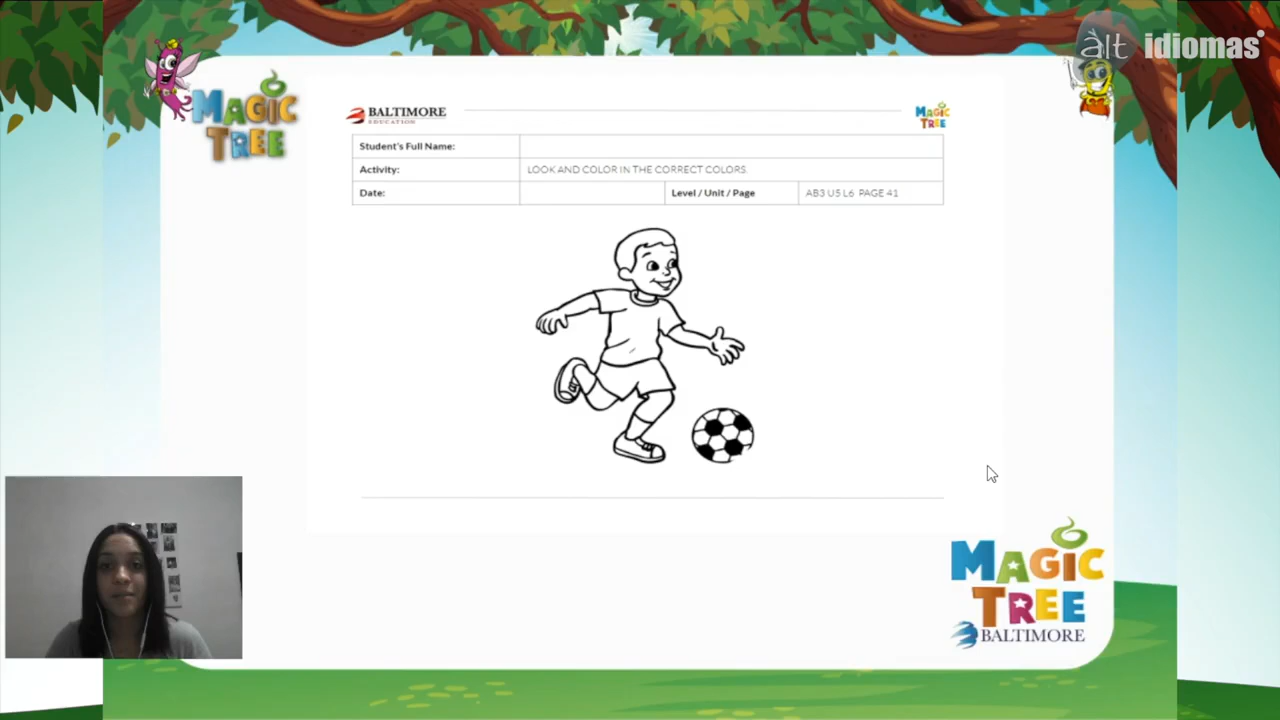 àlt idiomas
MAGIC
TREE
BALTIMORE
EDUCATION
MAGIC
TREE
Student's Full Name:
Activity: LOOK AND COLOR IN THE CORRECT COLORS.
Date: Level / Unit / Page AB3 U5 L6 PAGE 41
MAGIC
TREE
BALTIMORE